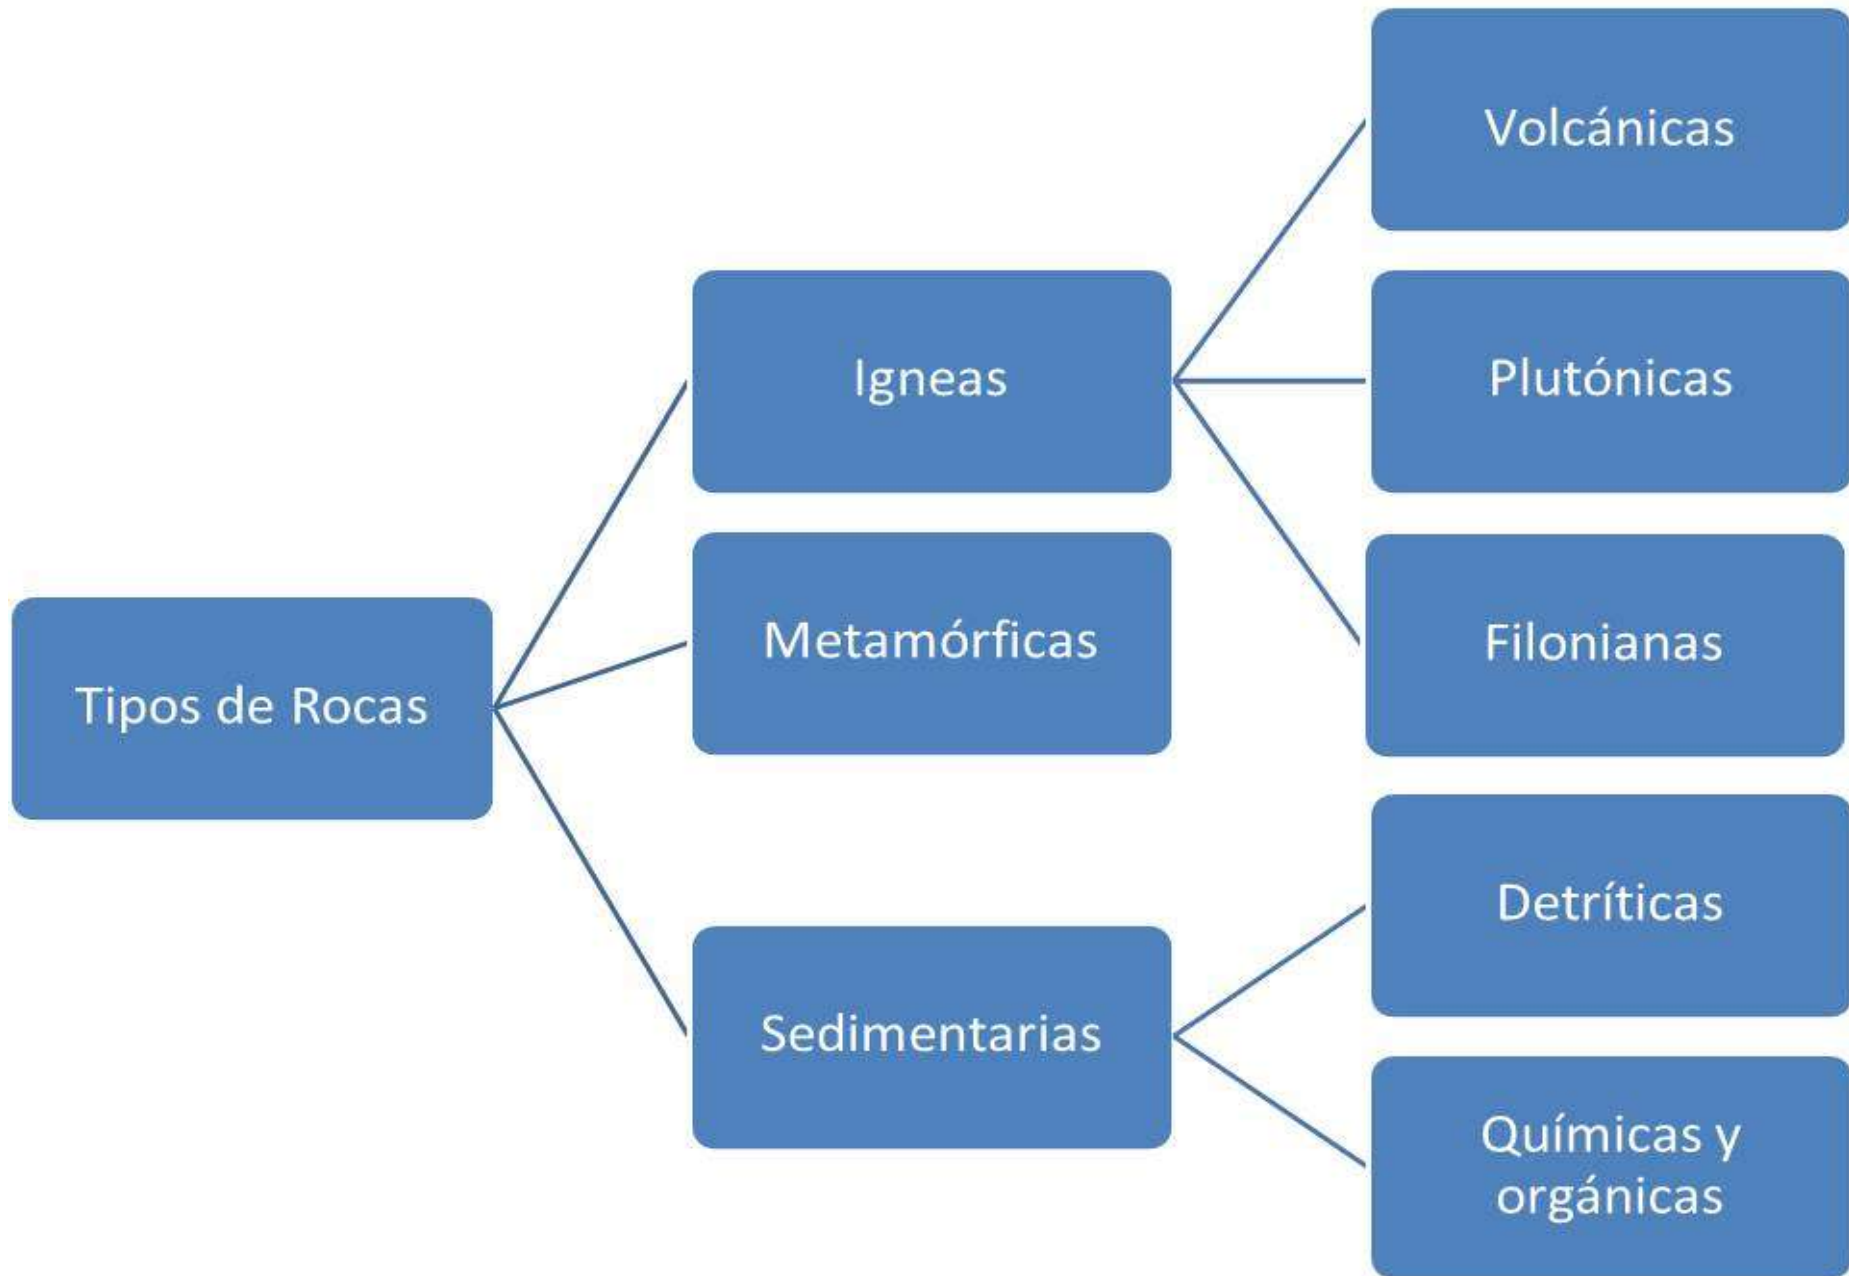 Tipos de Rocas
Igneas
Volcánicas
Plutónicas
Filonianas
Metamórficas
Sedimentarias
Detríticas
Químicas y
orgánicas